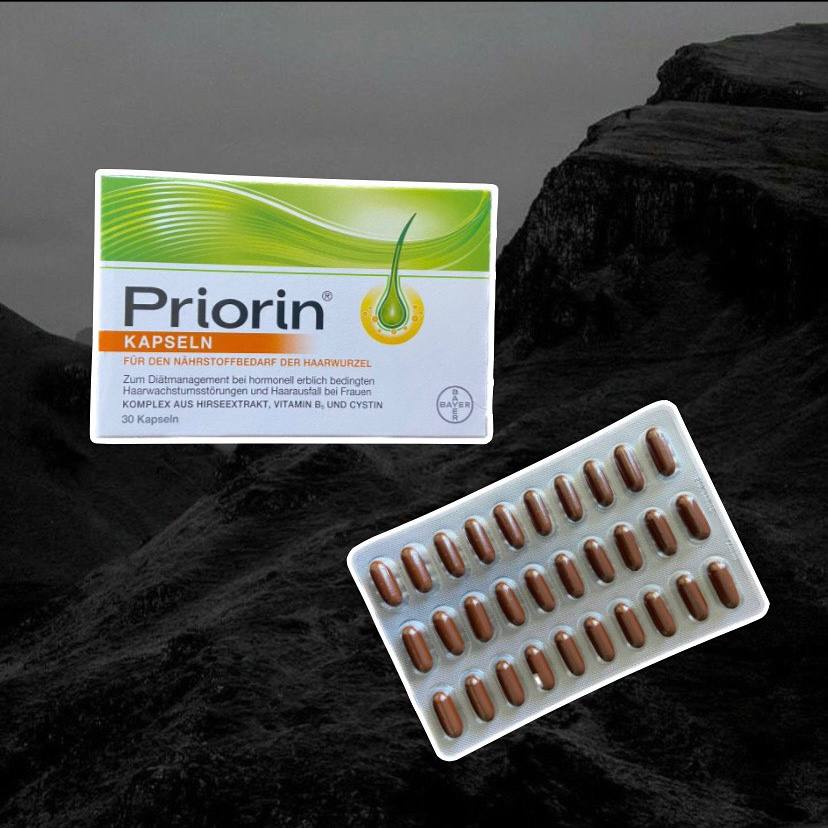 Priorin®
KAPSELN
FÜR DEN NÄHRSTOFFBEDARF DER HAARWURZEL
Zum Diätmanagement bei hormonell erblich bedingten
Haarwachstumsstörungen und Haarausfall bei Frauen
KOMPLEX AUS HIRSEEXTRAKT, VITAMIN B₅ UND CYSTIN
30 Kapseln
BAYER
BAYER